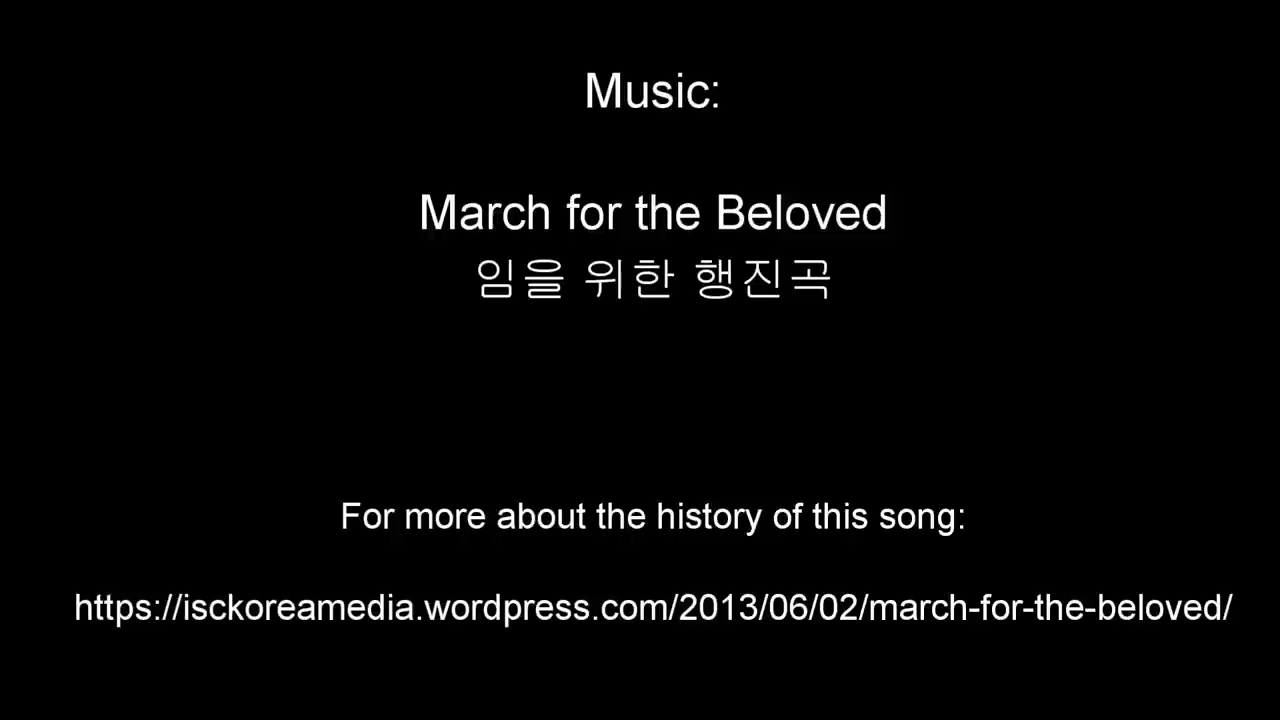 Music:
March for the Beloved
임을 위한 행진곡
For more about the history of this song:
https://isckoreamedia.wordpress.com/2013/06/02/march-for-the-beloved/